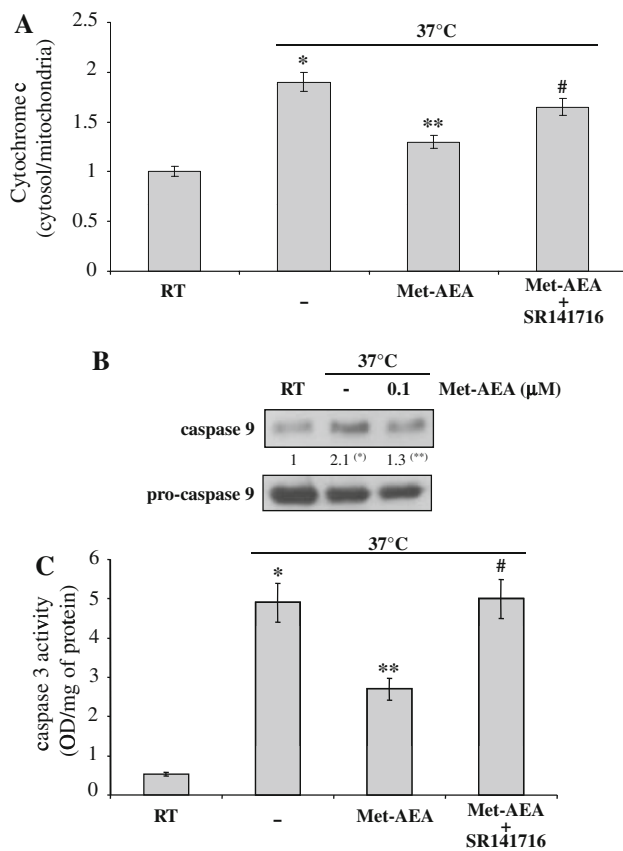 A
37°C
Cytochrome c
(cytosol/mitochondria)
2.5
2
1.5
1
0.5
0
*
**
#
RT
–
Met-AEA
Met-AEA
+
SR141716
B
37°C
RT
-
0.1
Met-AEA (μM)
caspase 9
1
2.1 (*)
1.3 (**)
pro-caspase 9
C
37°C
caspase 3 activity
(OD/mg of protein)
6
5
4
3
2
1
0
*
**
#
RT
–
Met-AEA
Met-AEA
+
SR141716